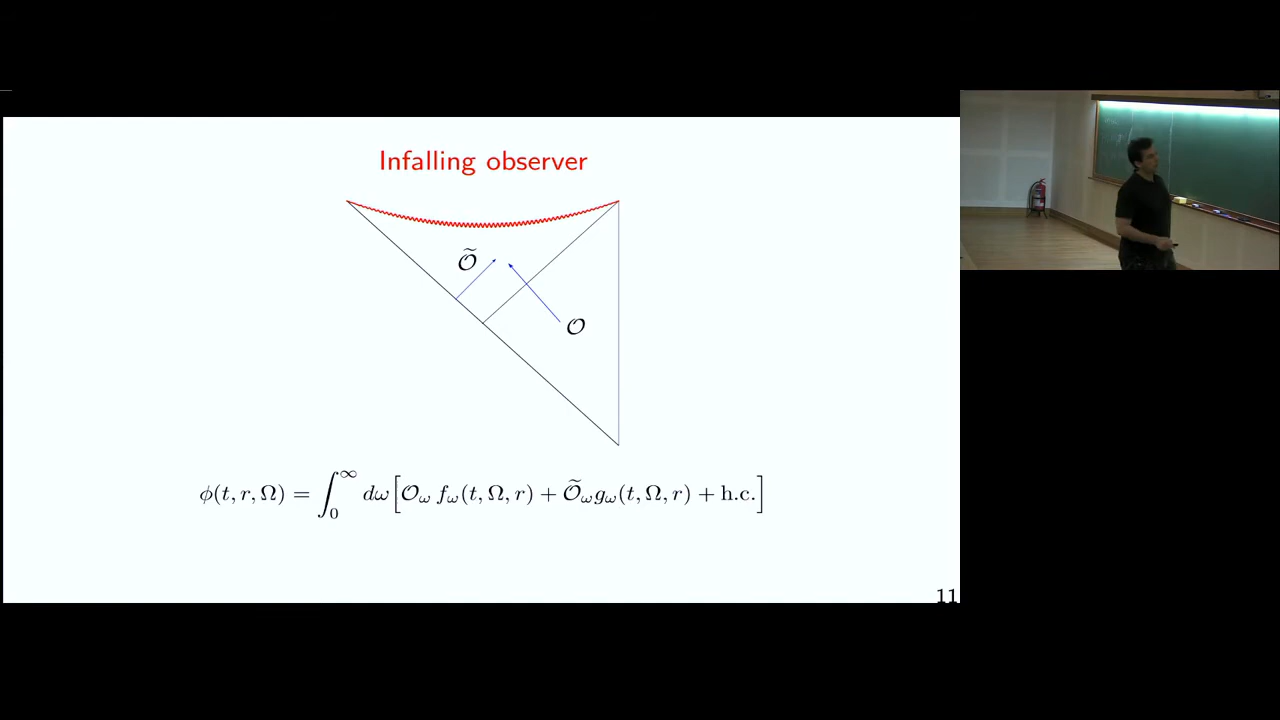 Infalling observer
Õ
O
ϕ(t, r, Ω) = ∫₀^∞ dω[O_ω f_ω(t, Ω, r) + Õ_ω g_ω(t, Ω, r) + h.c.]
11